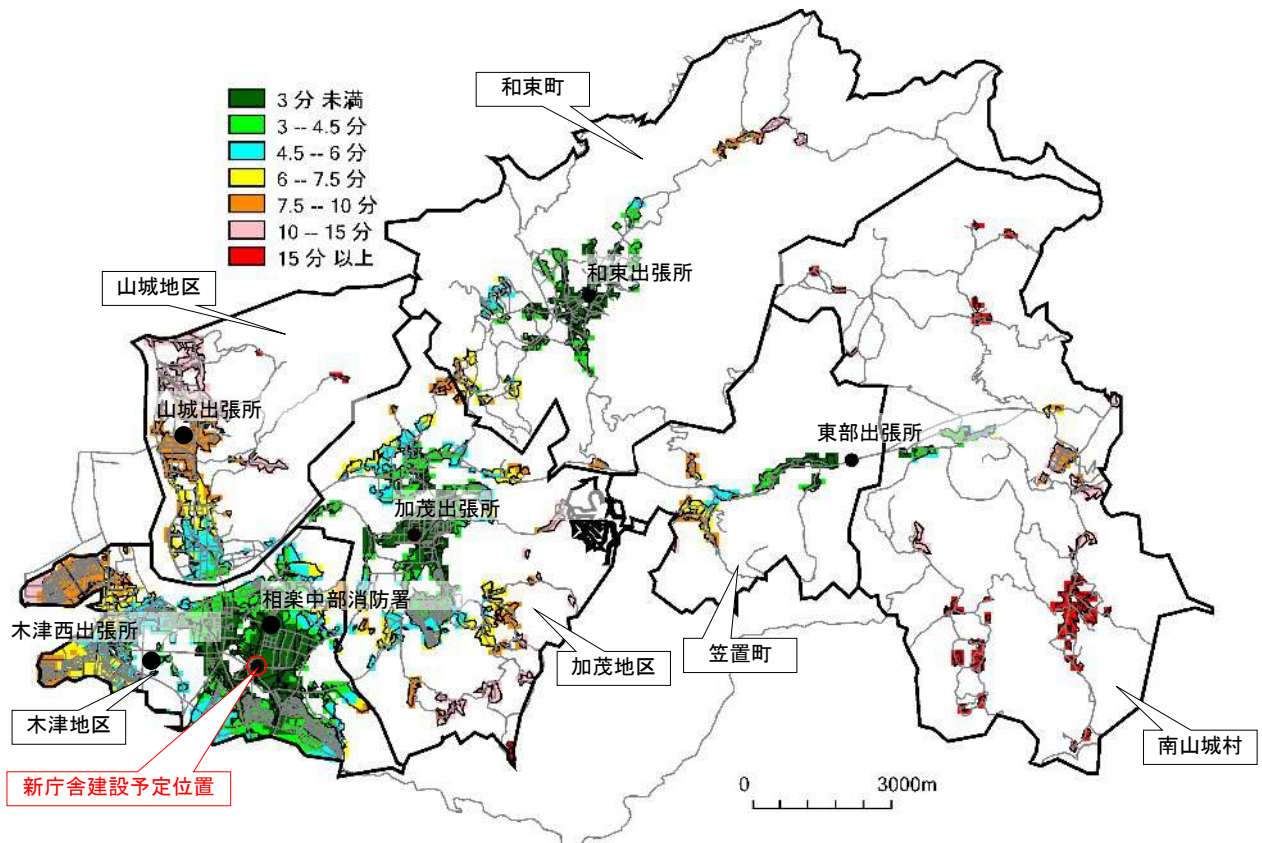 和束町
3 分 未満
3 -- 4.5 分
4.5 -- 6 分
6 -- 7.5 分
7.5 -- 10 分
10 -- 15 分
15 分 以上
和束出張所
山城地区
山城出張所
東部出張所
加茂出張所
相楽中部消防署
木津西出張所
加茂地区
笠置町
木津地区
南山城村
新庁舎建設予定位置
0 3000m